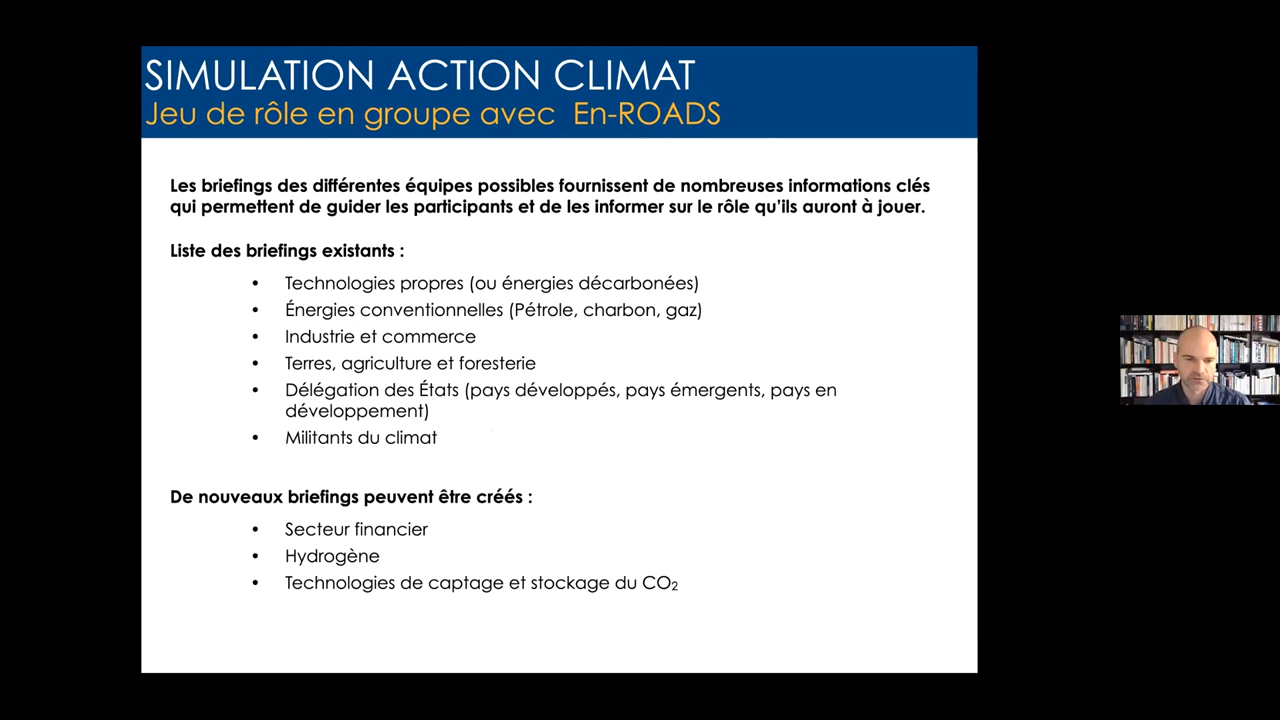 SIMULATION ACTION CLIMAT
Jeu de rôle en groupe avec En-ROADS
Les briefings des différentes équipes possibles fournissent de nombreuses informations clés
qui permettent de guider les participants et de les informer sur le rôle qu'ils auront à jouer.
Liste des briefings existants :
• Technologies propres (ou énergies décarbonées)
• Énergies conventionnelles (Pétrole, charbon, gaz)
• Industrie et commerce
• Terres, agriculture et foresterie
• Délégation des États (pays développés, pays émergents, pays en
développement)
• Militants du climat
De nouveaux briefings peuvent être créés :
• Secteur financier
• Hydrogène
• Technologies de captage et stockage du CO₂